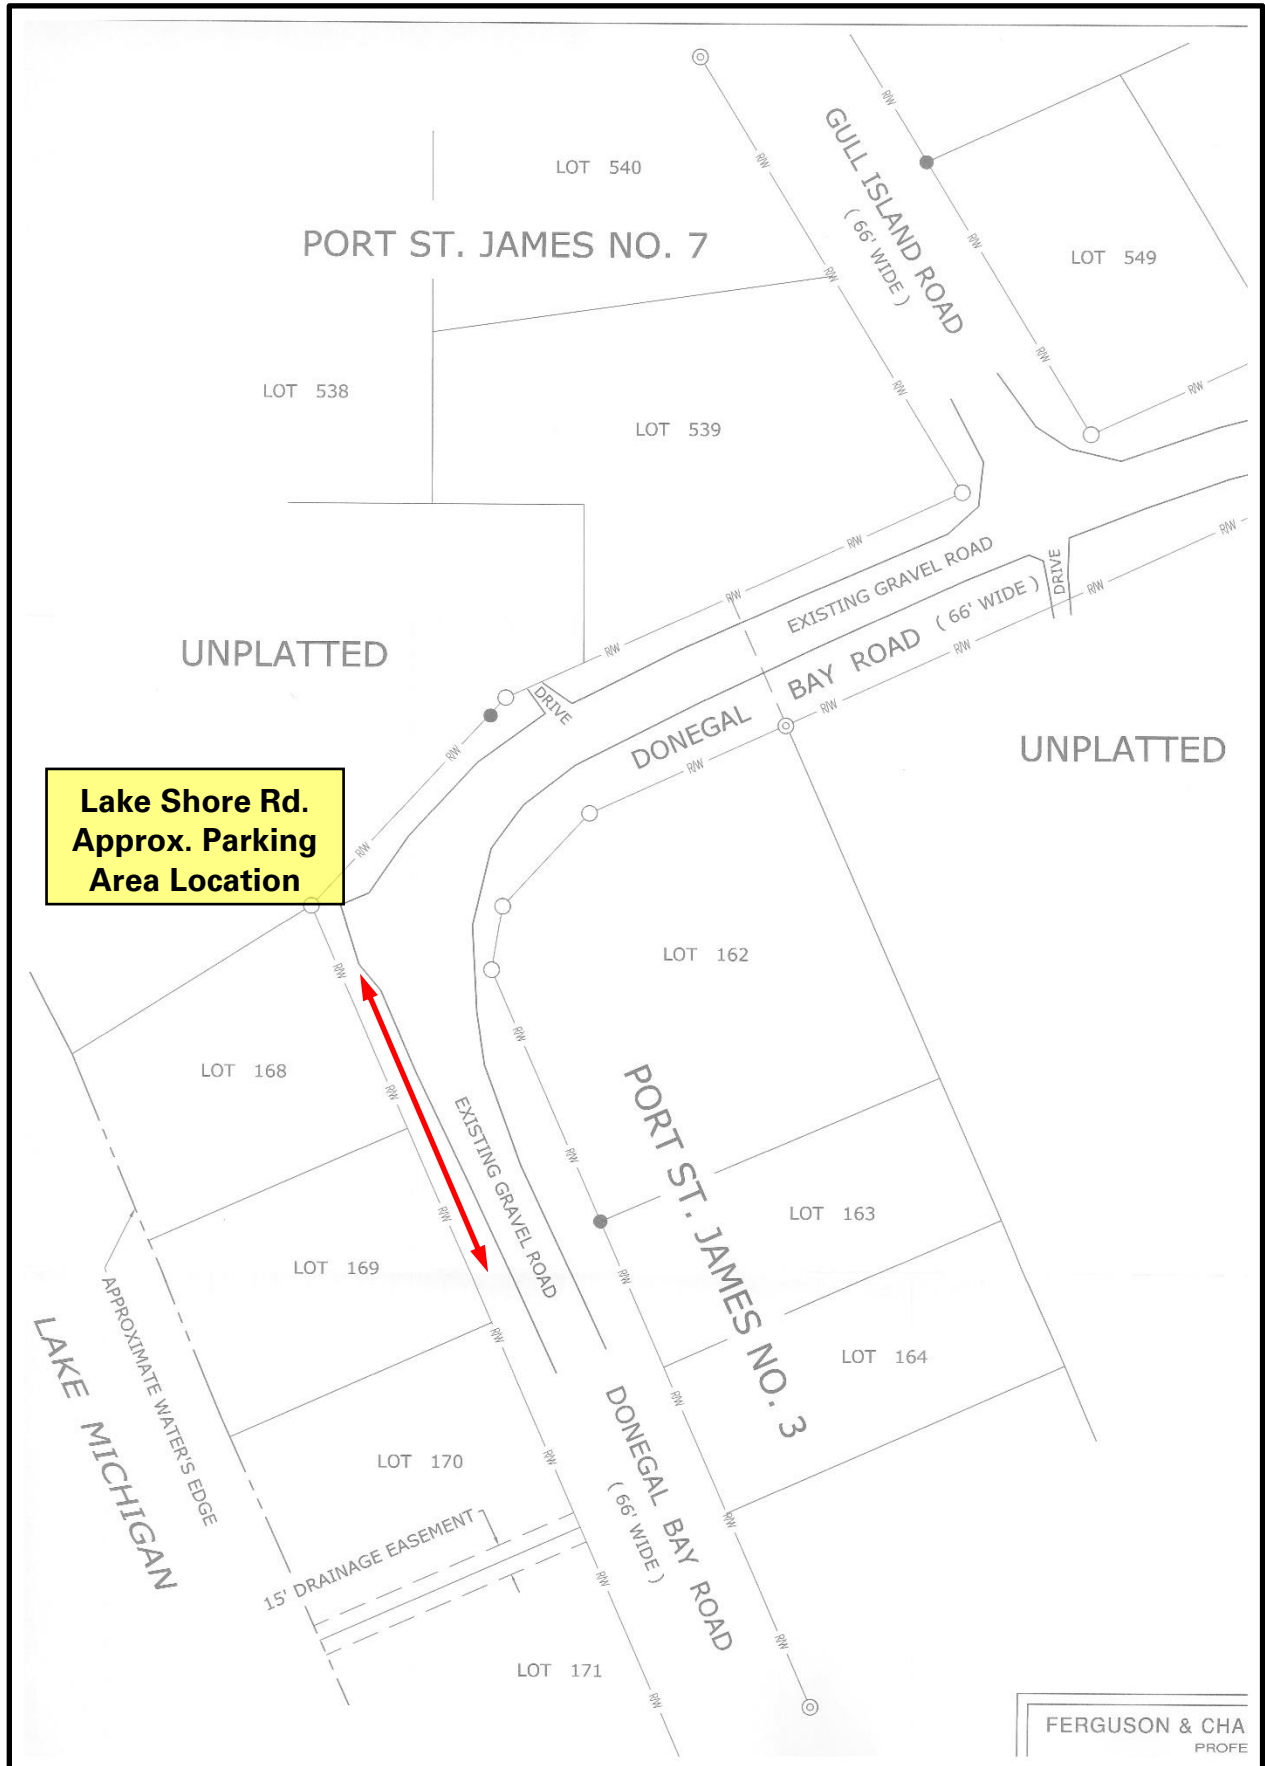 GULL ISLAND ROAD
( 66' WIDE )
R/W
R/W
LOT 540
PORT ST. JAMES NO. 7
R/W
LOT 549
R/W
R/W
R/W
R/W
LOT 538
LOT 539
R/W
R/W
EXISTING GRAVEL ROAD
DRIVE
R/W
R/W
UNPLATTED
R/W
DONEGAL BAY ROAD ( 66' WIDE )
R/W
R/W
DRIVE
R/W
R/W
UNPLATTED
Lake Shore Rd.
Approx. Parking
Area Location
R/W
LOT 162
R/W
R/W
LOT 168
R/W
EXISTING GRAVEL ROAD
PORT ST. JAMES NO. 3
R/W
R/W
LOT 163
LOT 169
R/W
APPROXIMATE WATER'S EDGE
LAKE MICHIGAN
R/W
LOT 164
R/W
DONEGAL BAY ROAD
( 66' WIDE )
LOT 170
R/W
15' DRAINAGE EASEMENT
R/W
R/W
R/W
LOT 171
R/W
FERGUSON & CHA
PROFE